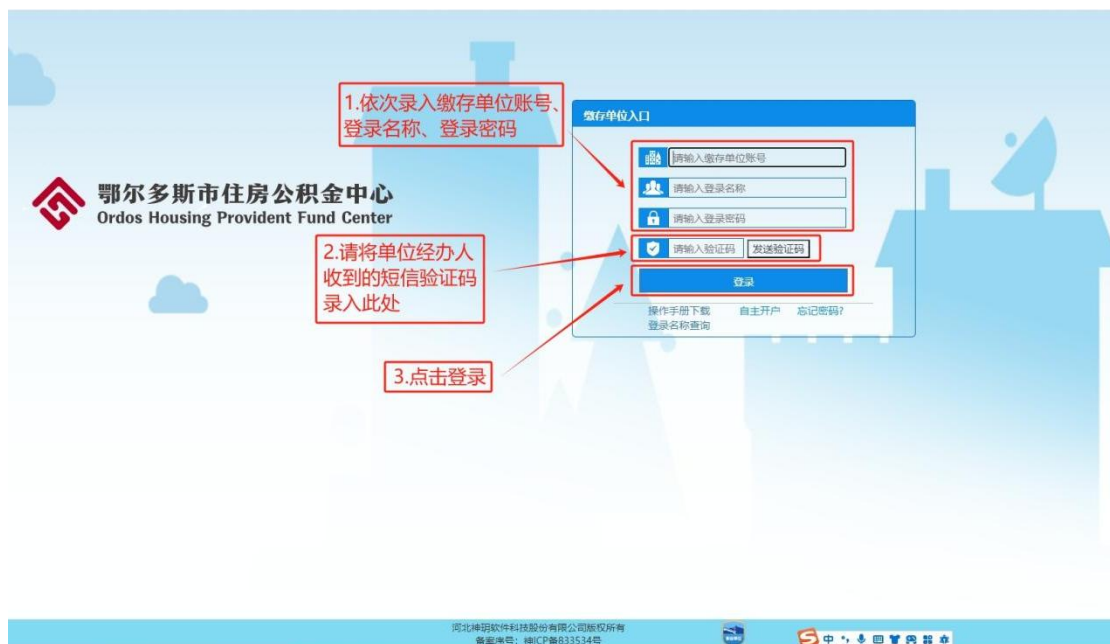 1.依次录入缴存单位账号、
登录名称、登录密码
缴存单位入口
请输入缴存单位账号
请输入登录名称
请输入登录密码
请输入验证码 发送验证码
登录
操作手册下载 自主开户 忘记密码?
登录名称查询
鄂尔多斯市住房公积金中心
Ordos Housing Provident Fund Center
2.请将单位经办人
收到的短信验证码
录入此处
3.点击登录
河北神玥软件科技股份有限公司版权所有
中